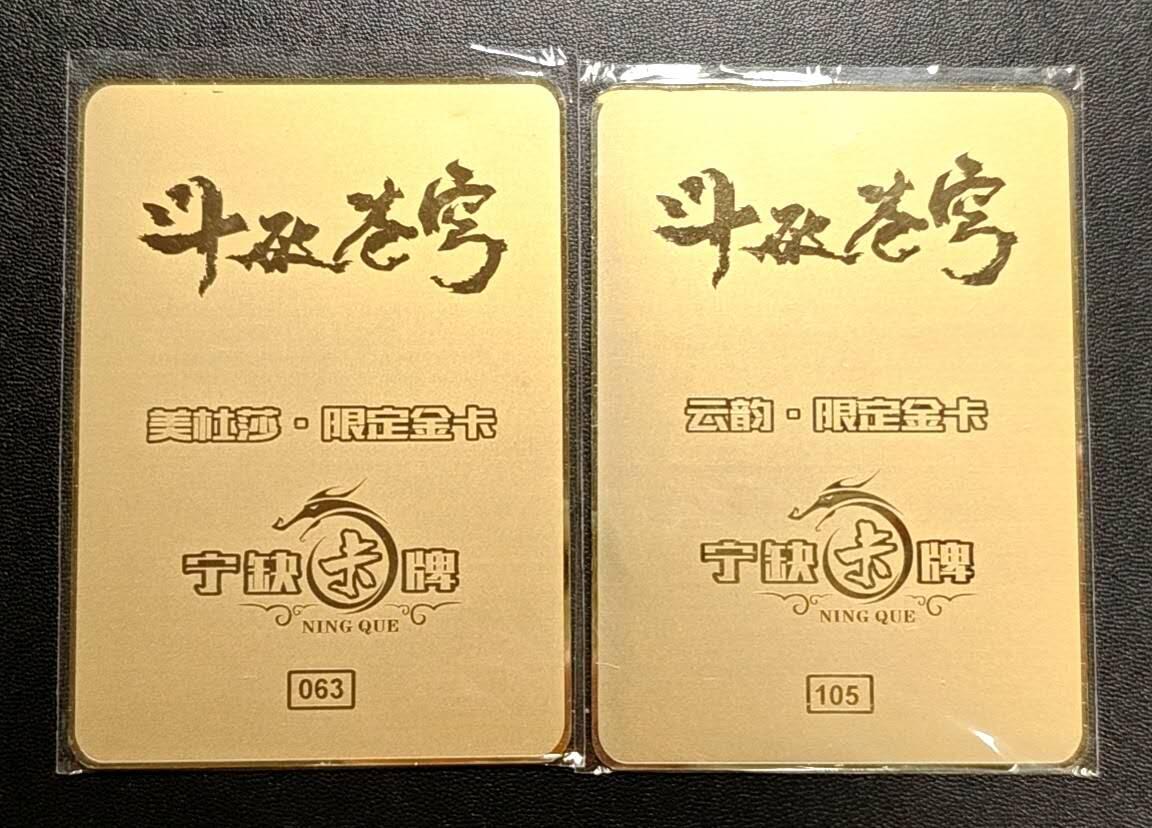 斗破苍穹
美杜莎·限定金卡
宁缺卡牌
NING QUE
063
斗破苍穹
云韵·限定金卡
宁缺卡牌
NING QUE
105